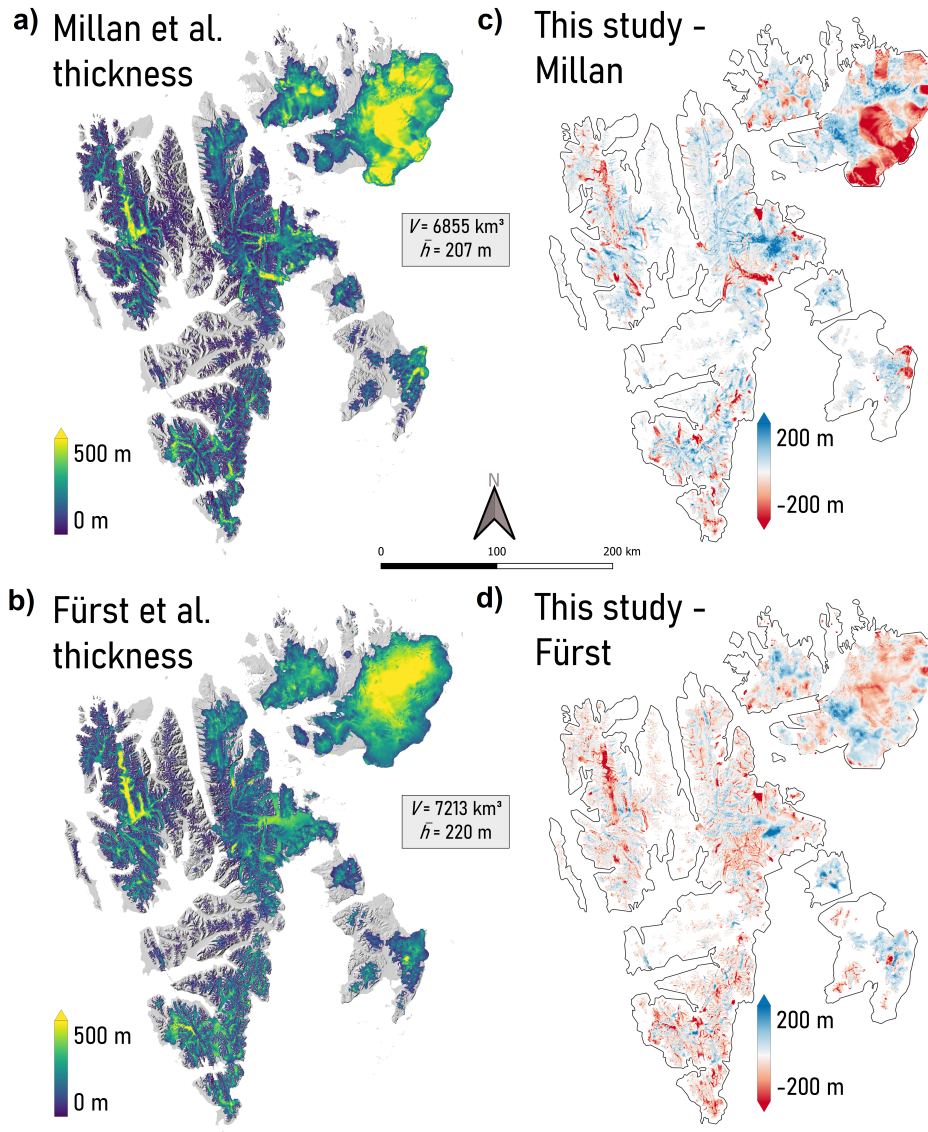 a) Millan et al.
thickness
V = 6855 km³
h̄ = 207 m
500 m
0 m
c) This study -
Millan
200 m
-200 m
N
0 100 200 km
b) Fürst et al.
thickness
V = 7213 km³
h̄ = 220 m
500 m
0 m
d) This study -
Fürst
200 m
-200 m